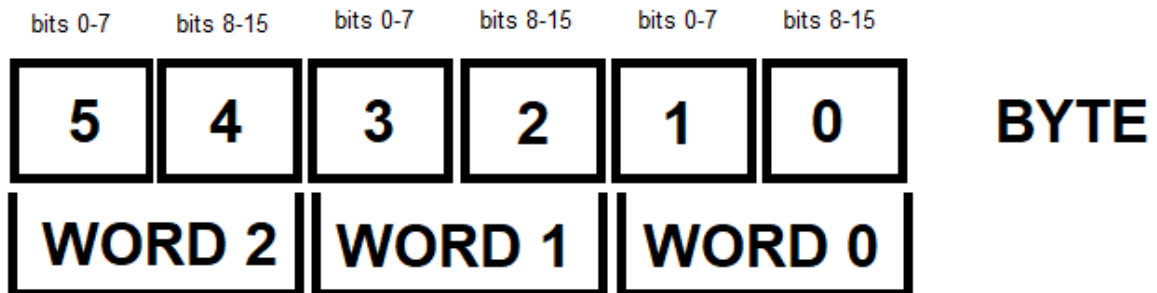 bits 0-7 bits 8-15 bits 0-7 bits 8-15 bits 0-7 bits 8-15
5 4 3 2 1 0 BYTE
WORD 2 WORD 1 WORD 0